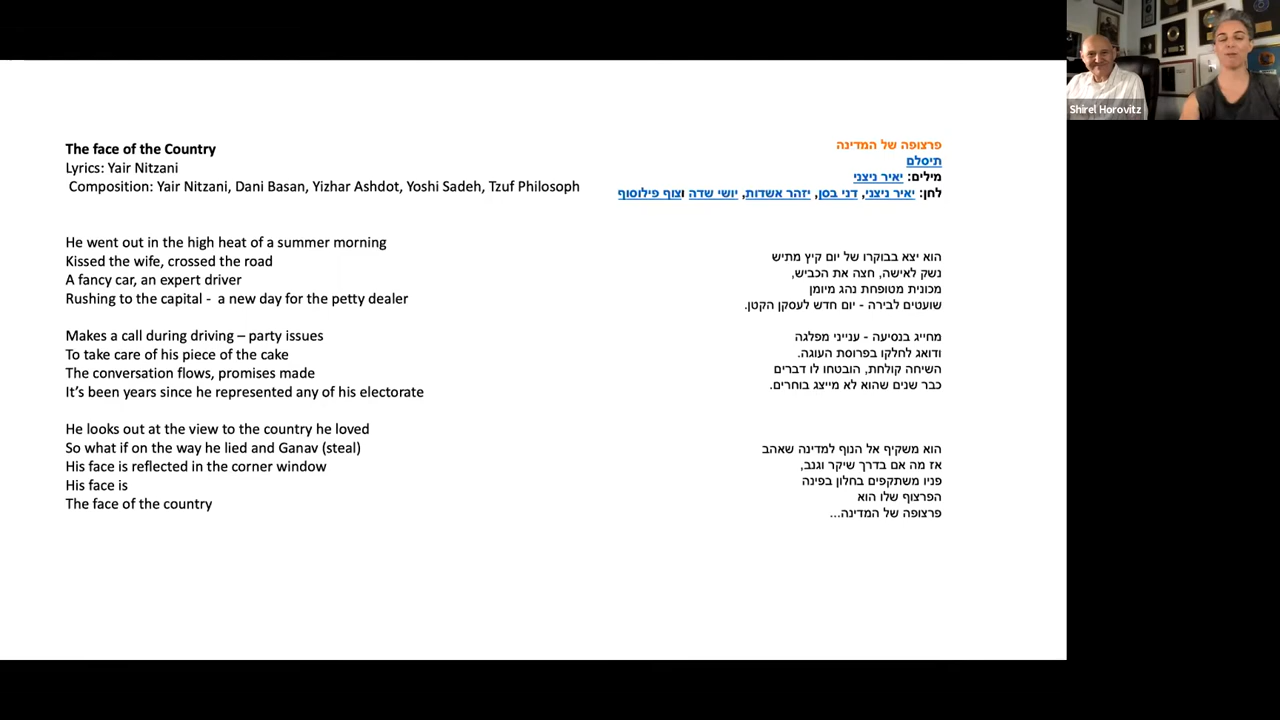 The face of the Country
Lyrics: Yair Nitzani
Composition: Yair Nitzani, Dani Basan, Yizhar Ashdot, Yoshi Sadeh, Tzuf Philosoph
He went out in the high heat of a summer morning
Kissed the wife, crossed the road
A fancy car, an expert driver
Rushing to the capital - a new day for the petty dealer
Makes a call during driving – party issues
To take care of his piece of the cake
The conversation flows, promises made
It’s been years since he represented any of his electorate
He looks out at the view to the country he loved
So what if on the way he lied and Ganav (steal)
His face is reflected in the corner window
His face is
The face of the country
פרצופה של המדינה
תיסלם
מילים: יאיר ניצני
לחן: יאיר ניצני, דני בסן, יזהר אשדות, יושי שדה וצוף פילוסוף
הוא יצא בבוקרו של יום קיץ מתיש
נשק לאישה, חצה את הכביש,
מכונית מטופחת נהג מיומן
שועטים לבירה - יום חדש לעסקן הקטן.
מחייג בנסיעה - ענייני מפלגה
ודואג לחלקו בפרוסת העוגה.
השיחה קולחת, הובטחו לו דברים
כבר שנים שהוא לא מייצג בוחרים.
הוא משקיף אל הנוף למדינה שאהב
אז מה אם בדרך שיקר וגנב,
פניו משתקפים בחלון בפינה
הפרצוף שלו הוא
פרצופה של המדינה...
Shirel Horovitz